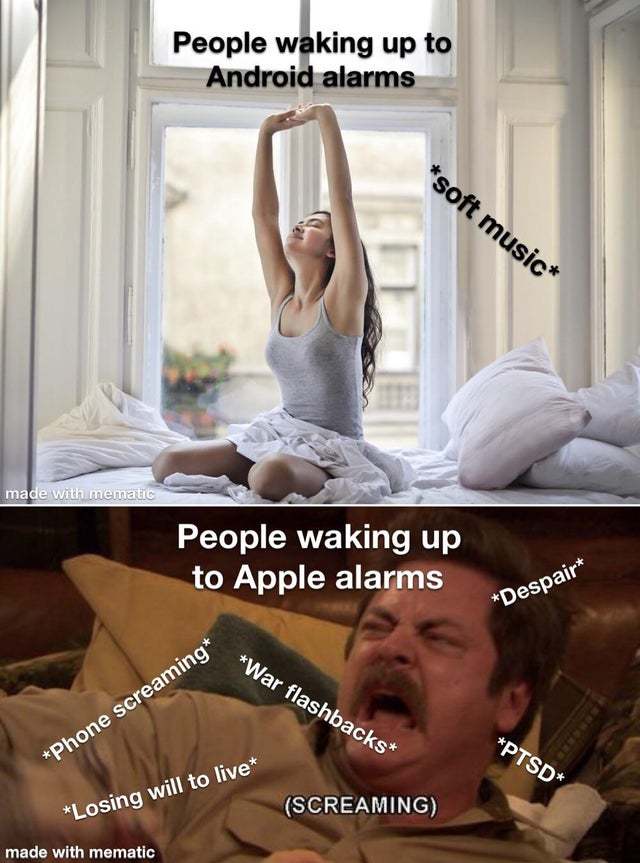 People waking up to
Android alarms
*soft music*
made with mematic
People waking up
to Apple alarms
*Despair*
*Phone screaming*
*War flashbacks*
*PTSD*
*Losing will to live*
(SCREAMING)
made with mematic